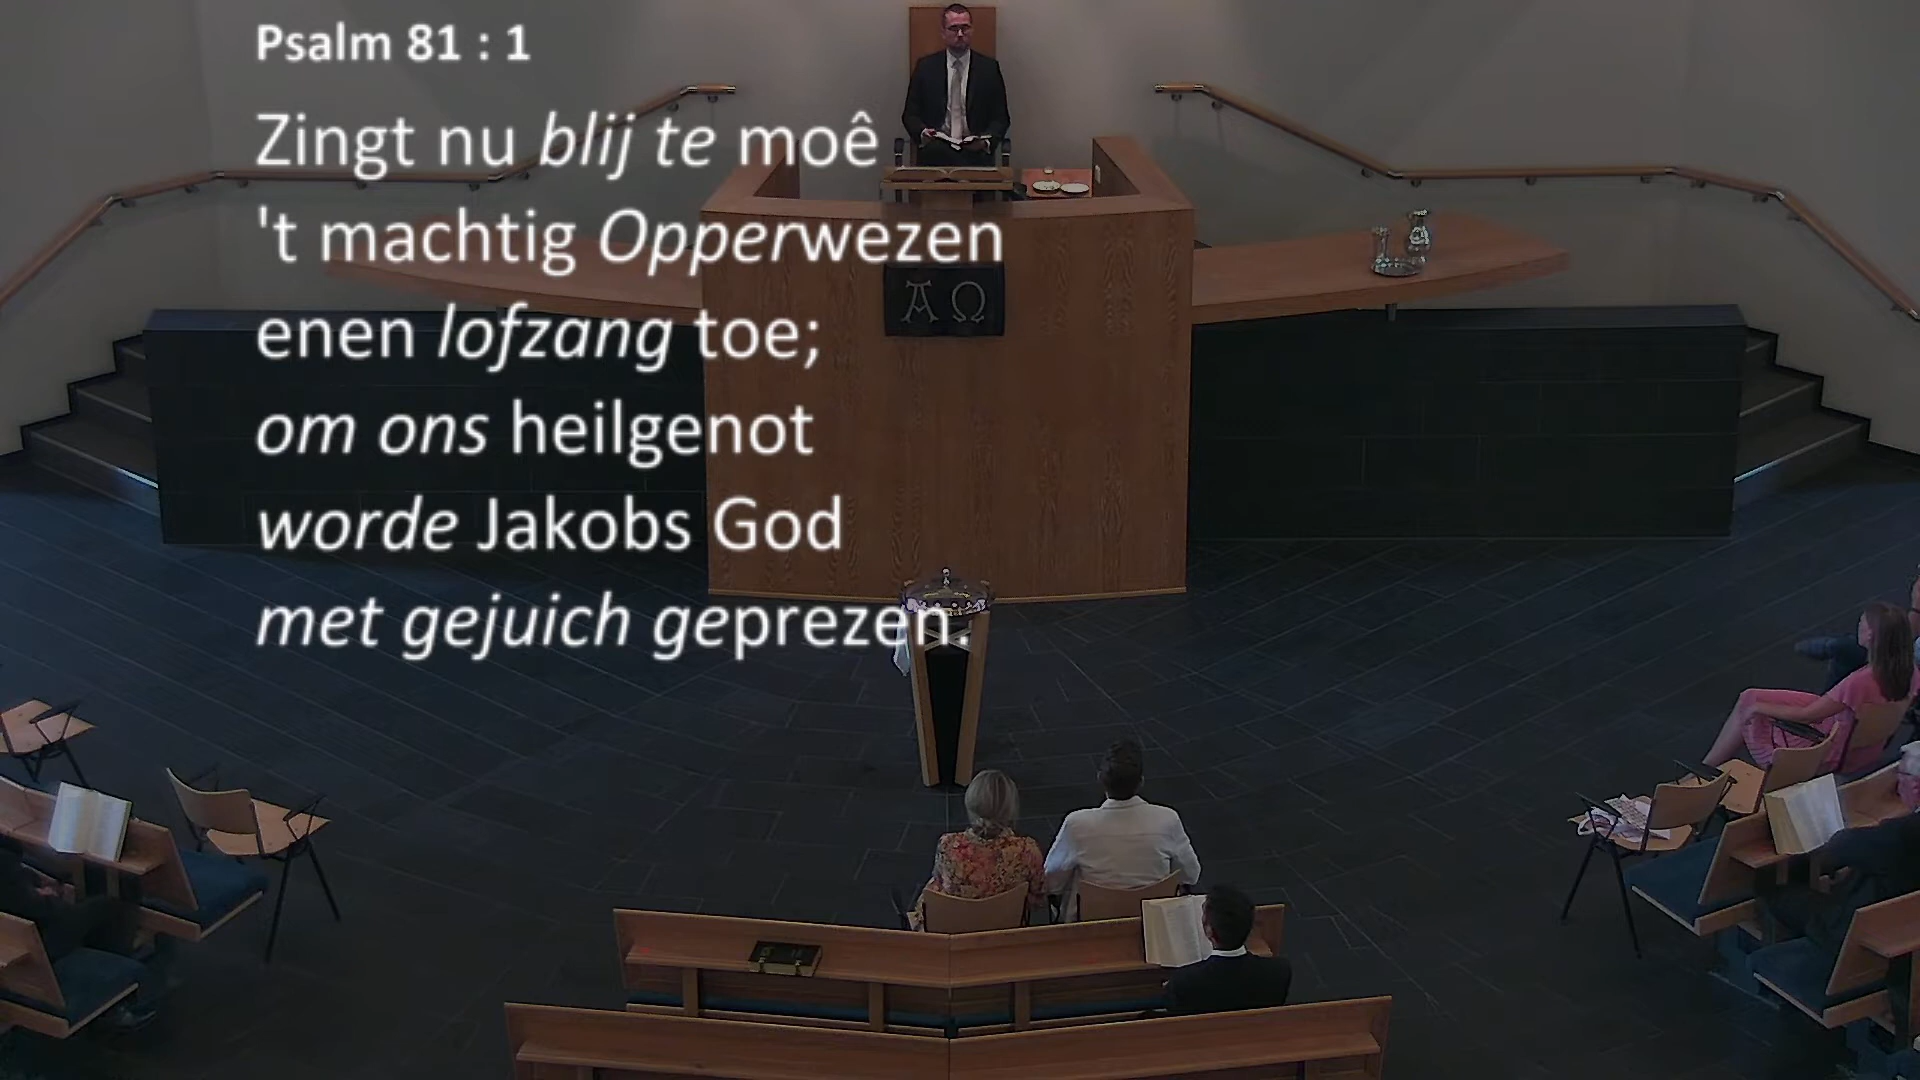 Psalm 81 : 1
Zingt nu blij te moê
't machtig Opperwezen
enen lofzang toe;
om ons heilgenot
worde Jakobs God
met gejuich geprezen.
Α Ω